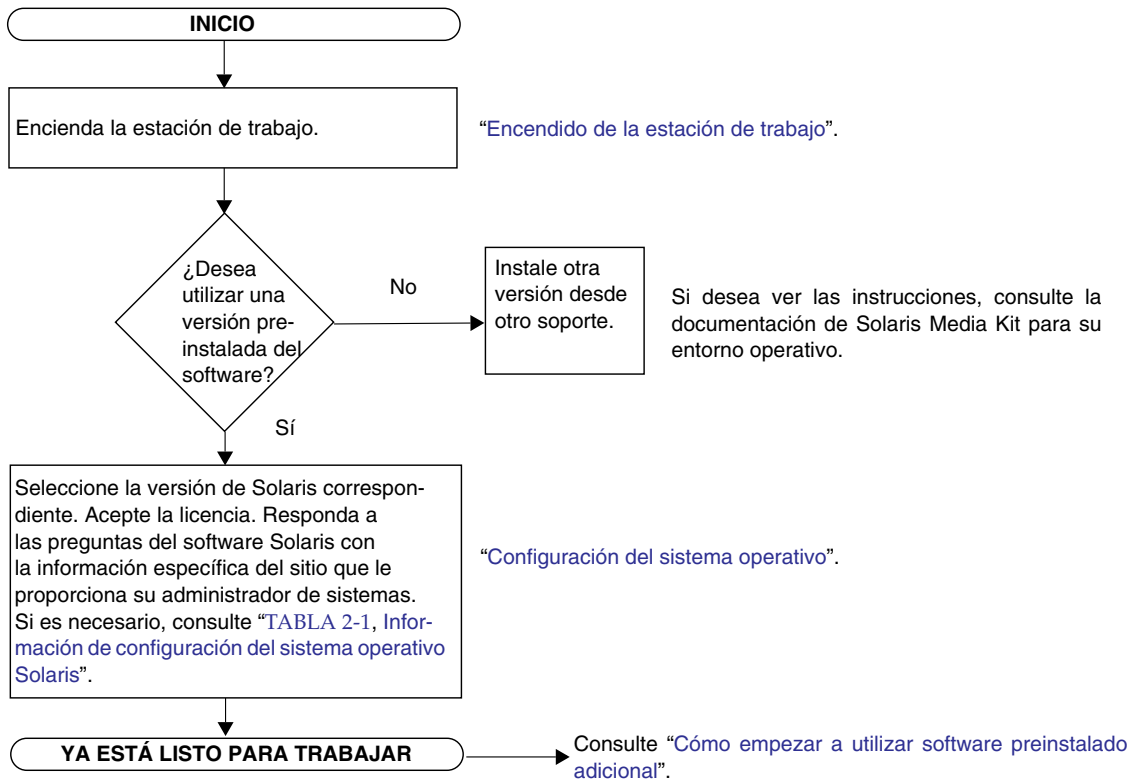 INICIO
Encienda la estación de trabajo.
“Encendido de la estación de trabajo”.
¿Desea
utilizar una
versión pre-
instalada del
software?
No
Instale otra
versión desde
otro soporte.
Si desea ver las instrucciones, consulte la
documentación de Solaris Media Kit para su
entorno operativo.
Sí
Seleccione la versión de Solaris correspon-
diente. Acepte la licencia. Responda a
las preguntas del software Solaris con
la información específica del sitio que le
proporciona su administrador de sistemas.
Si es necesario, consulte “TABLA 2-1, Infor-
mación de configuración del sistema operativo
Solaris”.
“Configuración del sistema operativo”.
YA ESTÁ LISTO PARA TRABAJAR
Consulte “Cómo empezar a utilizar software preinstalado
adicional”.